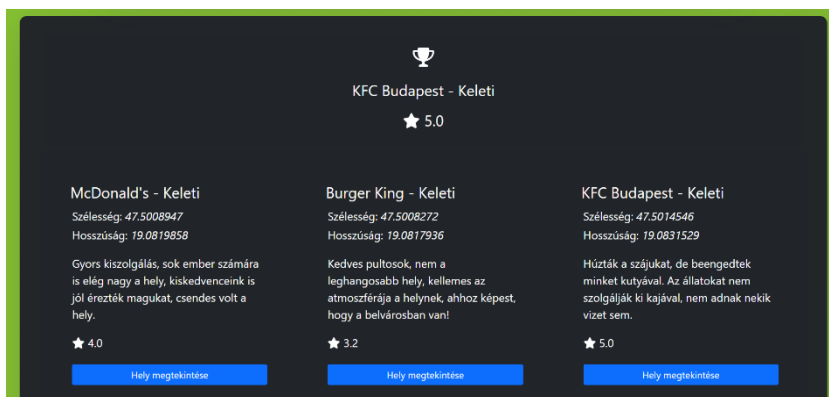 KFC Budapest - Keleti
5.0
McDonald's - Keleti
Szélesség: 47.5008947
Hosszúság: 19.0819858
Gyors kiszolgálás, sok ember számára
is elég nagy a hely, kiskedvenceink is
jól érezték magukat, csendes volt a
hely.
4.0
Hely megtekintése
Burger King - Keleti
Szélesség: 47.5008272
Hosszúság: 19.0817936
Kedves pultosok, nem a
leghangosabb hely, kellemes az
atmoszférája a helynek, ahhoz képest,
hogy a belvárosban van!
3.2
Hely megtekintése
KFC Budapest - Keleti
Szélesség: 47.5014546
Hosszúság: 19.0831529
Húzták a szájukat, de beengedtek
minket kutyával. Az állatokat nem
szolgálják ki kajával, nem adnak nekik
vizet sem.
5.0
Hely megtekintése